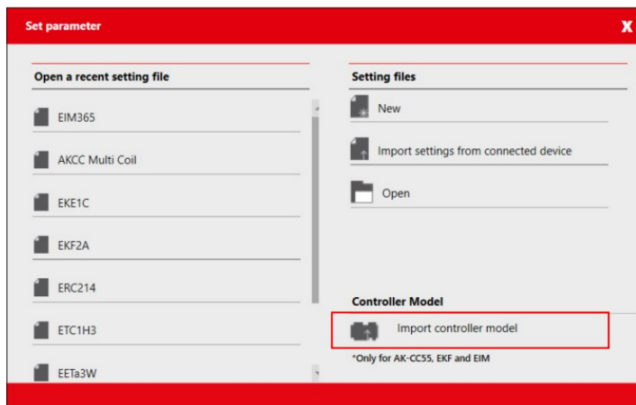 Set parameter
X
Open a recent setting file
EIM365
AKCC Multi Coil
EKE1C
EKF2A
ERC214
ETC1H3
EETa3W
Setting files
New
Import settings from connected device
Open
Controller Model
Import controller model
*Only for AK-CC55, EKF and EIM